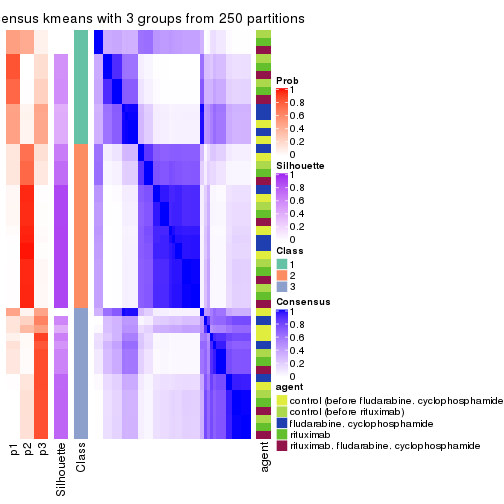 ensus kmeans with 3 groups from 250 partitions
Prob
1
0.8
0.6
0.4
0.2
0
Silhouette
1
0.8
0.6
0.4
0.2
0
Class
1
2
3
Consensus
1
0.8
0.6
0.4
0.2
0
agent
control (before fludarabine, cyclophosphamide
control (before rituximab)
fludarabine, cyclophosphamide
rituximab
rituximab, fludarabine, cyclophosphamide
p1
p2
p3
Silhouette
Class
agent